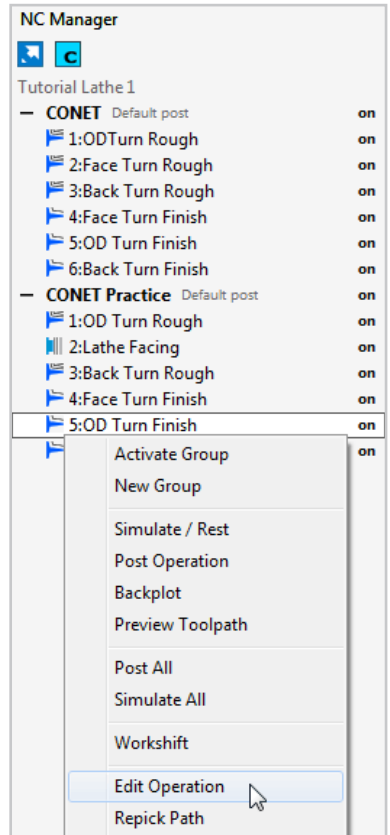 NC Manager
C
Tutorial Lathe 1
CONET Default post on
1:ODTurn Rough on
2:Face Turn Rough on
3:Back Turn Rough on
4:Face Turn Finish on
5:OD Turn Finish on
6:Back Turn Finish on
CONET Practice Default post on
1:OD Turn Rough on
2:Lathe Facing on
3:Back Turn Rough on
4:Face Turn Finish on
5:OD Turn Finish on
on
Activate Group
New Group
Simulate / Rest
Post Operation
Backplot
Preview Toolpath
Post All
Simulate All
Workshift
Edit Operation
Repick Path